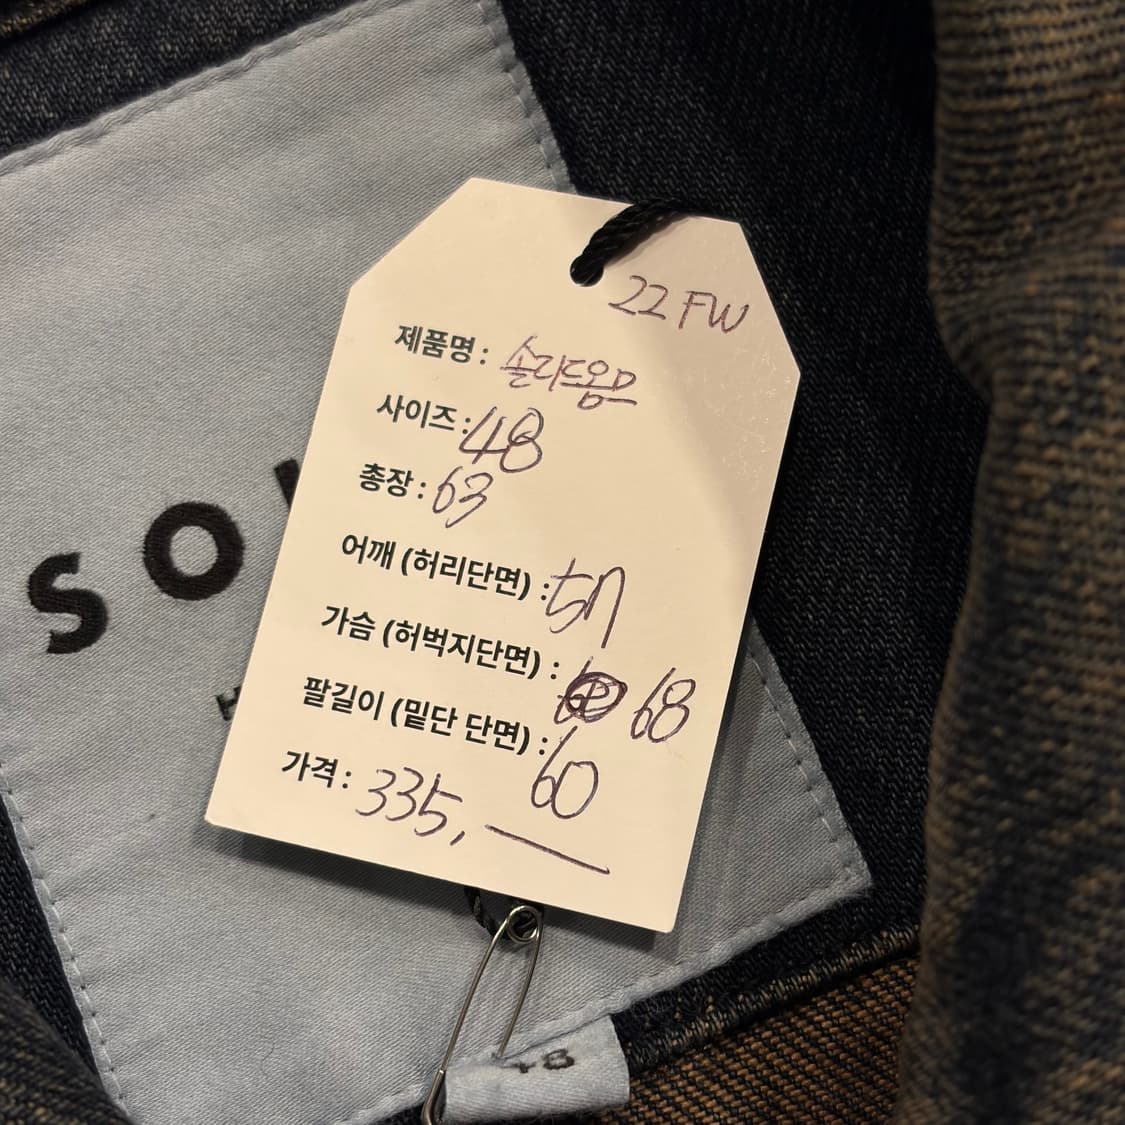 22 FW
제품명 : 솔리드옴므
사이즈 : 48
총장 : 63
어깨 (허리단면) : 57
가슴 (허벅지단면) : 68
팔길이 (밑단 단면) : 60
가격 : 335,
SO
48